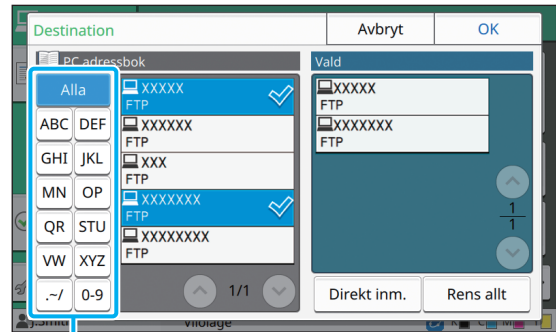 Destination
Avbryt
OK
PC adressbok
Vald
Alla
ABC DEF
GHI JKL
MN OP
QR STU
VW XYZ
.~/ 0-9
XXXXX
FTP
XXXXXX
FTP
XXX
FTP
XXXXXXX
FTP
XXXXXXXX
FTP
1/1
XXXXX
FTP
XXXXXXX
FTP
1
1
Direkt inm.
Rens allt
J.Smith
Viloläge
K C M